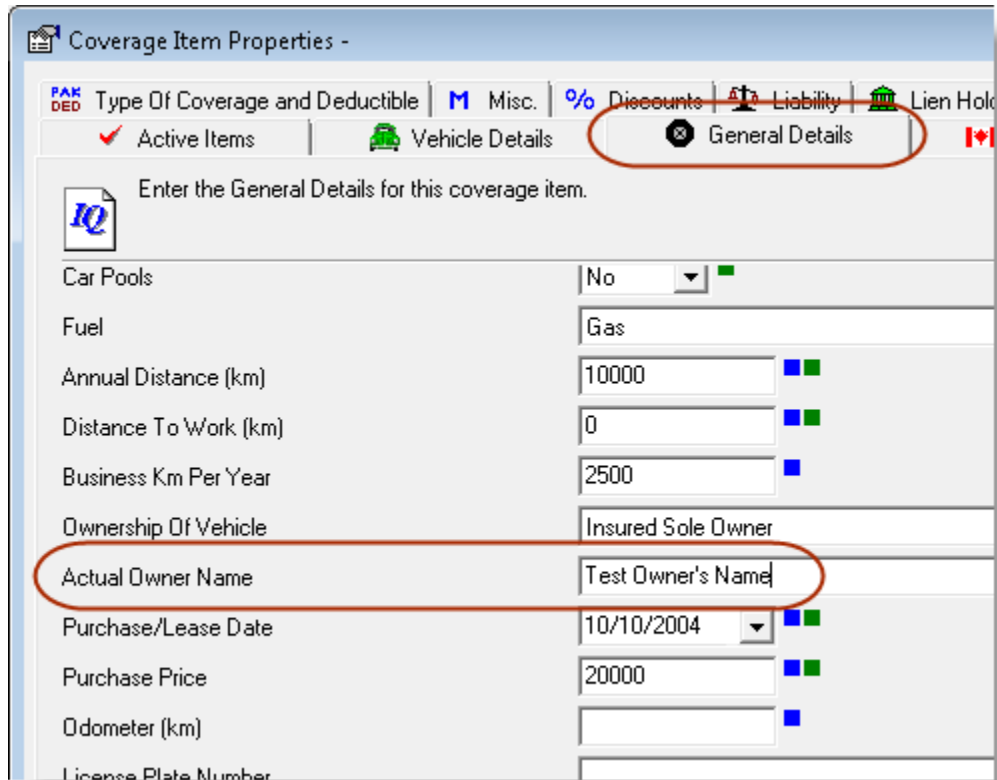 Coverage Item Properties -
PAK DED Type Of Coverage and Deductible M Misc. % Discounts Liability Lien Hold
Active Items Vehicle Details General Details
Enter the General Details for this coverage item.
IQ
Car Pools No
Fuel Gas
Annual Distance (km) 10000
Distance To Work (km) 0
Business Km Per Year 2500
Ownership Of Vehicle Insured Sole Owner
Actual Owner Name Test Owner's Name
Purchase/Lease Date 10/10/2004
Purchase Price 20000
Odometer (km)
License Plate Number